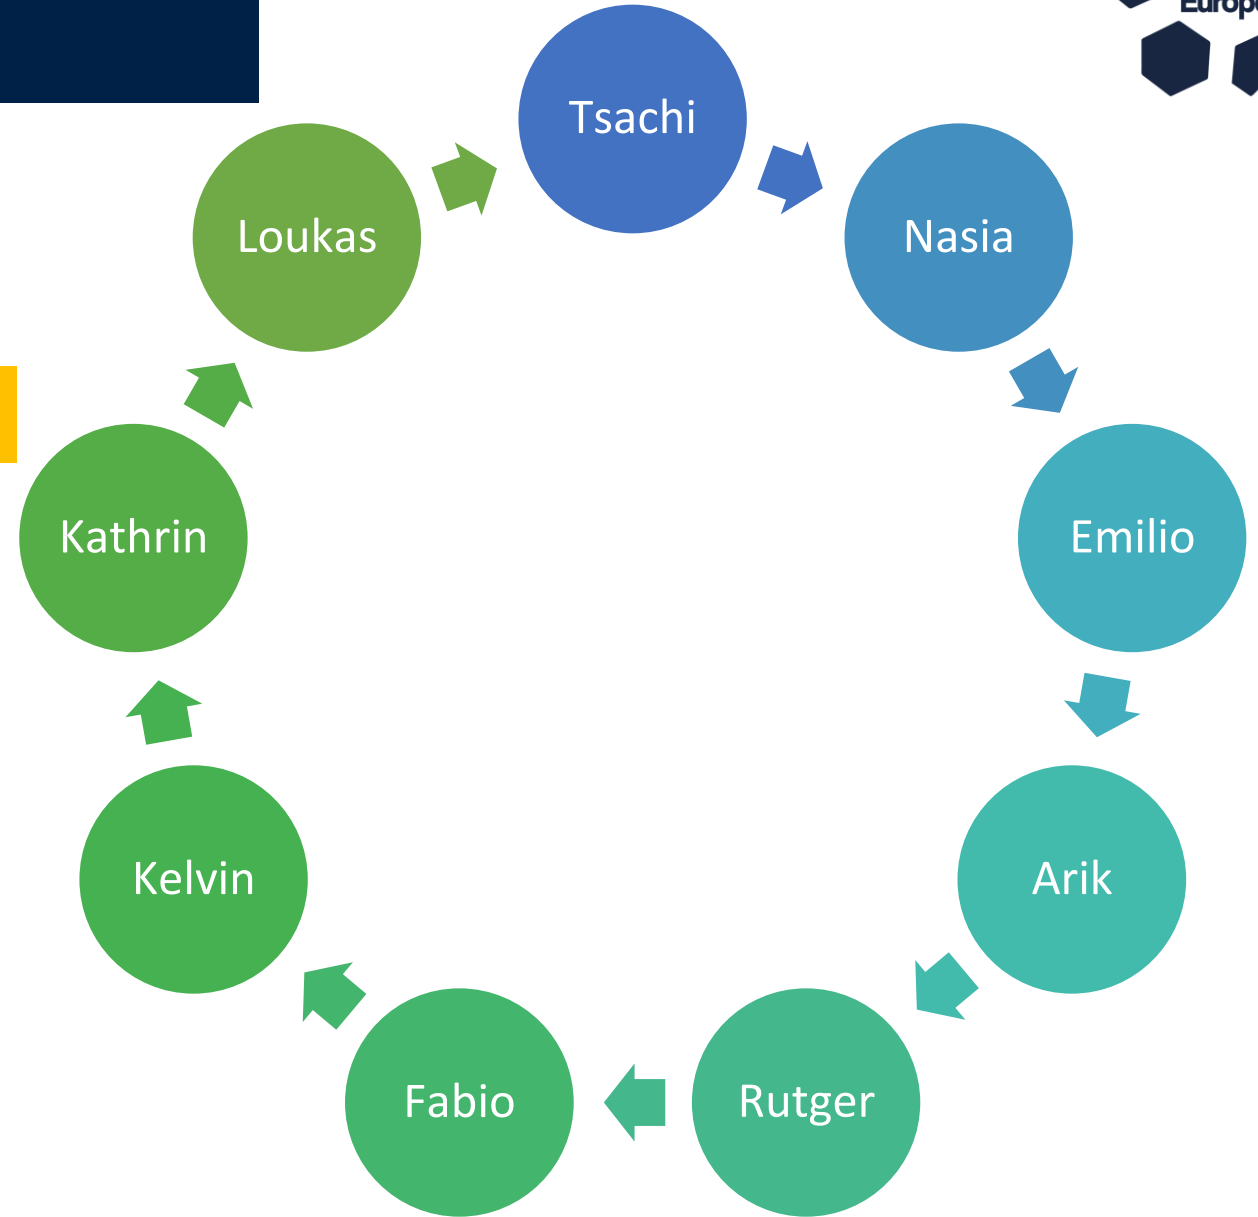 Tsachi
Nasia
Emilio
Arik
Rutger
Fabio
Kelvin
Kathrin
Loukas